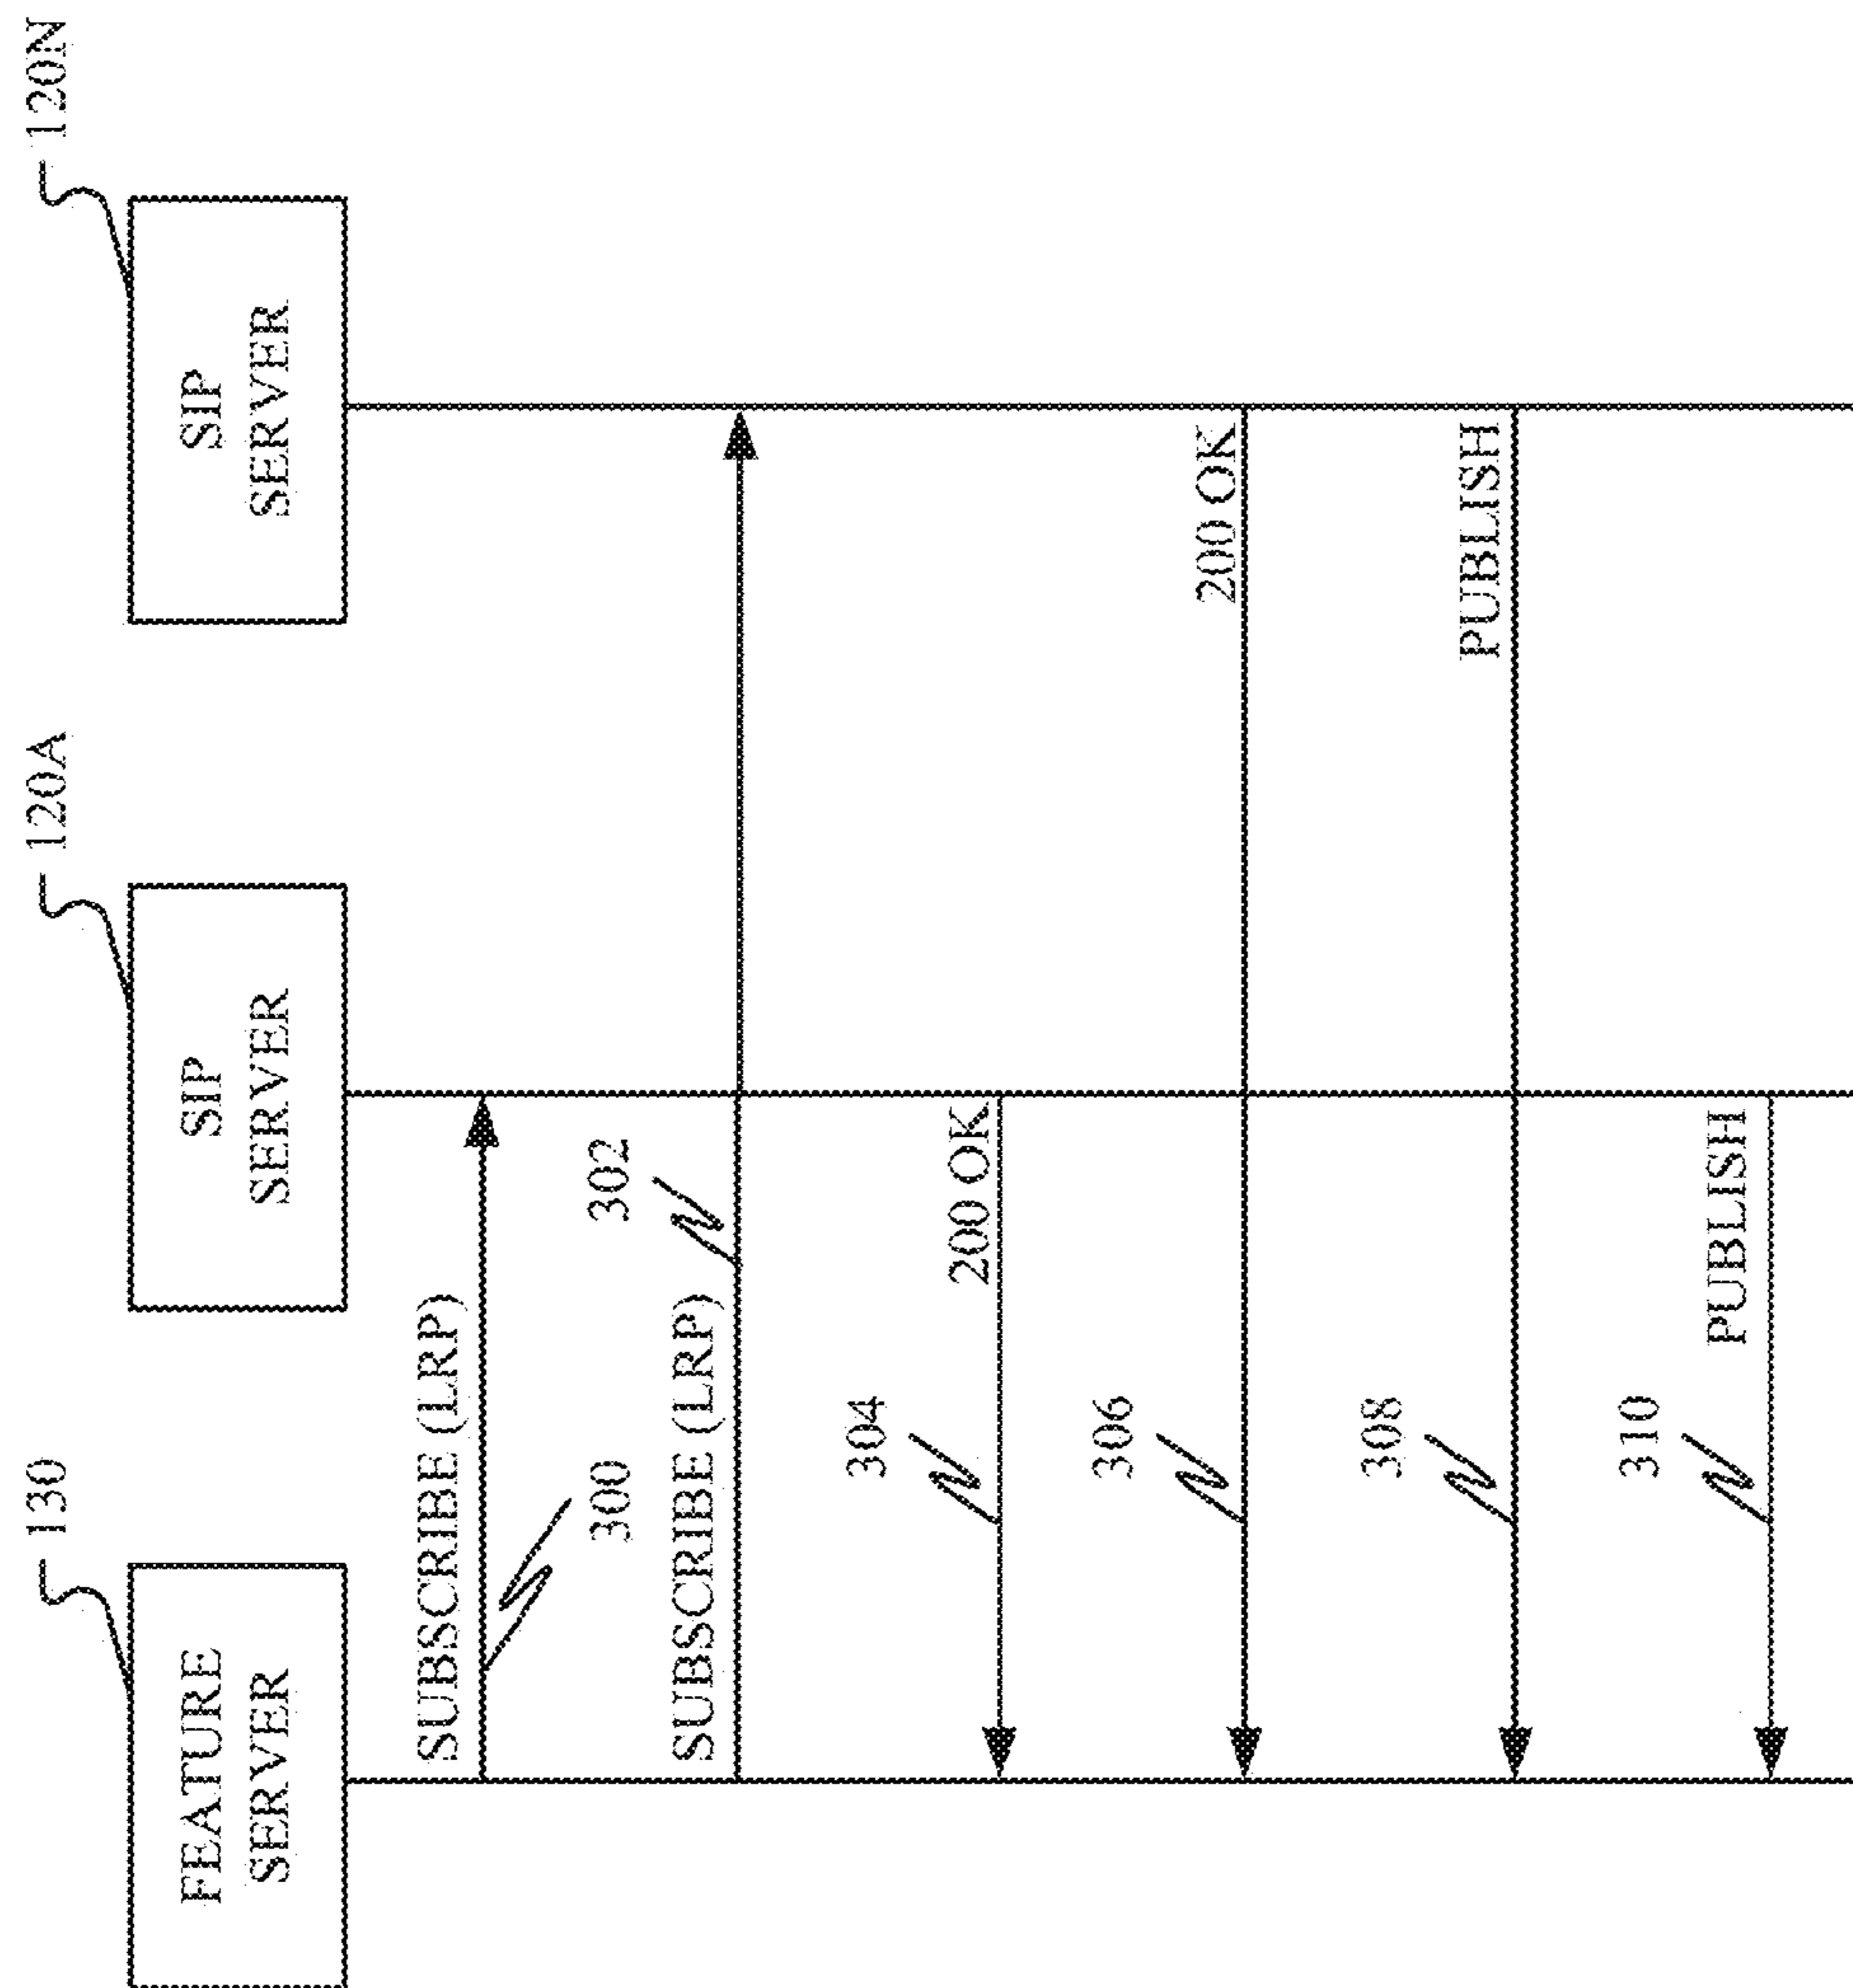 130
FEATURE
SERVER
120A
SIP
SERVER
120N
SIP
SERVER
SUBSCRIBE (LRP)
300
SUBSCRIBE (LRP)
302
304
200 OK
306
200 OK
308
PUBLISH
310
PUBLISH